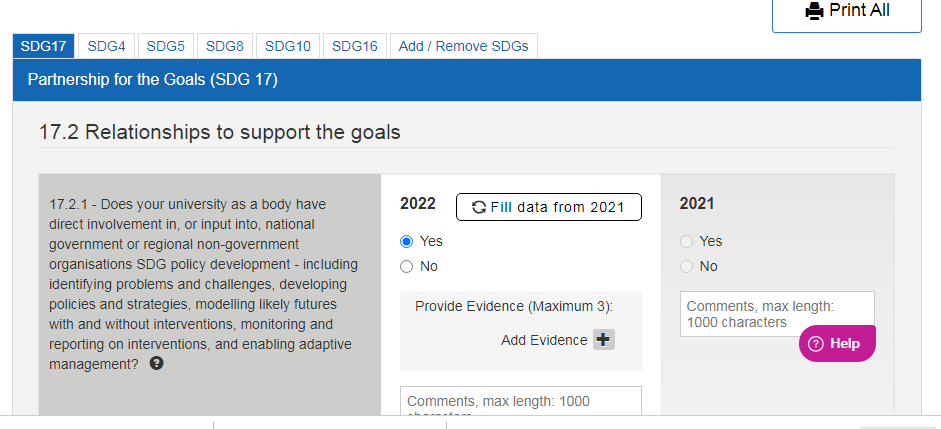 Print All
SDG17 SDG4 SDG5 SDG8 SDG10 SDG16 Add / Remove SDGs
Partnership for the Goals (SDG 17)
17.2 Relationships to support the goals
17.2.1 - Does your university as a body have
direct involvement in, or input into, national
government or regional non-government
organisations SDG policy development - including
identifying problems and challenges, developing
policies and strategies, modelling likely futures
with and without interventions, monitoring and
reporting on interventions, and enabling adaptive
management?
2022 Fill data from 2021
Yes
No
Provide Evidence (Maximum 3):
Add Evidence
Comments, max length: 1000
2021
Yes
No
Comments, max length:
1000 characters
Help